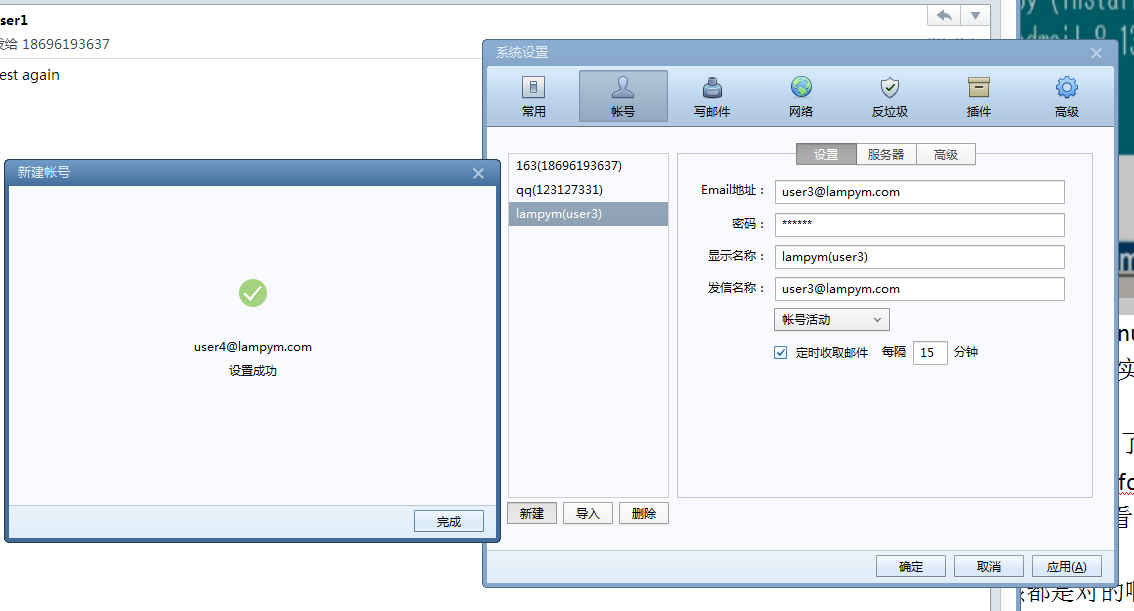 ser1
发给 18696193637
est again
系统设置
常用
帐号
写邮件
网络
反垃圾
插件
高级
163(18696193637)
qq(123127331)
lampym(user3)
设置
服务器
高级
Email地址：
user3@lampym.com
密码：
******
显示名称：
lampym(user3)
发信名称：
user3@lampym.com
帐号活动
定时收取邮件 每隔 15 分钟
新建
导入
删除
确定
取消
应用(A)
新建帐号
user4@lampym.com
设置成功
完成
实
了
看
都是对的